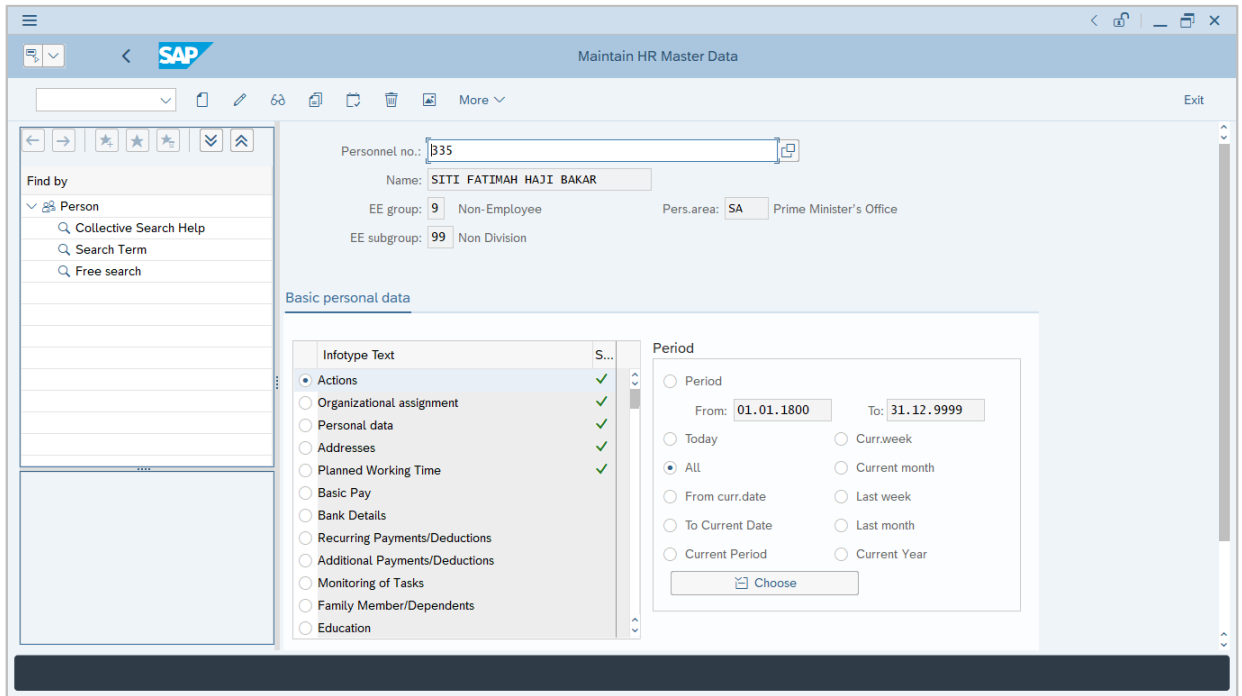 SAP
Maintain HR Master Data
More
Exit
Find by
Person
Collective Search Help
Search Term
Free search
Personnel no.: 335
Name: SITI FATIMAH HAJI BAKAR
EE group: 9 Non-Employee Pers.area: SA Prime Minister's Office
EE subgroup: 99 Non Division
Basic personal data
Infotype Text S...
Actions
Organizational assignment
Personal data
Addresses
Planned Working Time
Basic Pay
Bank Details
Recurring Payments/Deductions
Additional Payments/Deductions
Monitoring of Tasks
Family Member/Dependents
Education
Period
Period
From: 01.01.1800 To: 31.12.9999
Today Curr.week
All Current month
From curr.date Last week
To Current Date Last month
Current Period Current Year
Choose